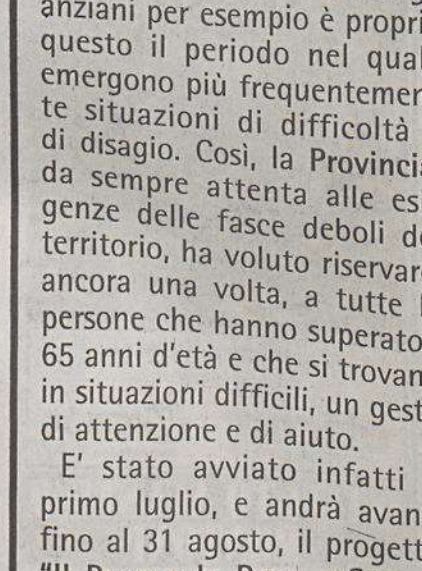 anziani per esempio è propri
questo il periodo nel qual
emergono più frequentemen
te situazioni di difficoltà
di disagio. Così, la Provincia
da sempre attenta alle es
genze delle fasce deboli de
territorio, ha voluto riservar
ancora una volta, a tutte l
persone che hanno superato
65 anni d'età e che si trovan
in situazioni difficili, un gest
di attenzione e di aiuto.
E' stato avviato infatti
primo luglio, e andrà avan
fino al 31 agosto, il progett